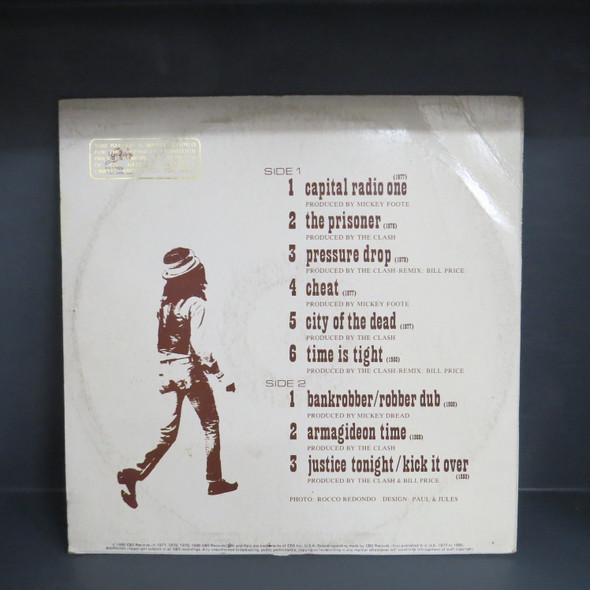 SIDE 1
1 capital radio one (1977)
PRODUCED BY MICKEY FOOTE
2 the prisoner (1978)
PRODUCED BY THE CLASH
3 pressure drop (1979)
PRODUCED BY THE CLASH-REMIX: BILL PRICE
4 cheat (1977)
PRODUCED BY MICKEY FOOTE
5 city of the dead (1977)
PRODUCED BY THE CLASH
6 time is tight (1980)
PRODUCED BY THE CLASH-REMIX: BILL PRICE
SIDE 2
1 bankrobber/robber dub (1980)
PRODUCED BY MICKEY DREAD
2 armagideon time (1980)
PRODUCED BY THE CLASH
3 justice tonight/kick it over (1980)
PRODUCED BY THE CLASH & BILL PRICE
PHOTO: ROCCO REDONDO DESIGN: PAUL & JULES